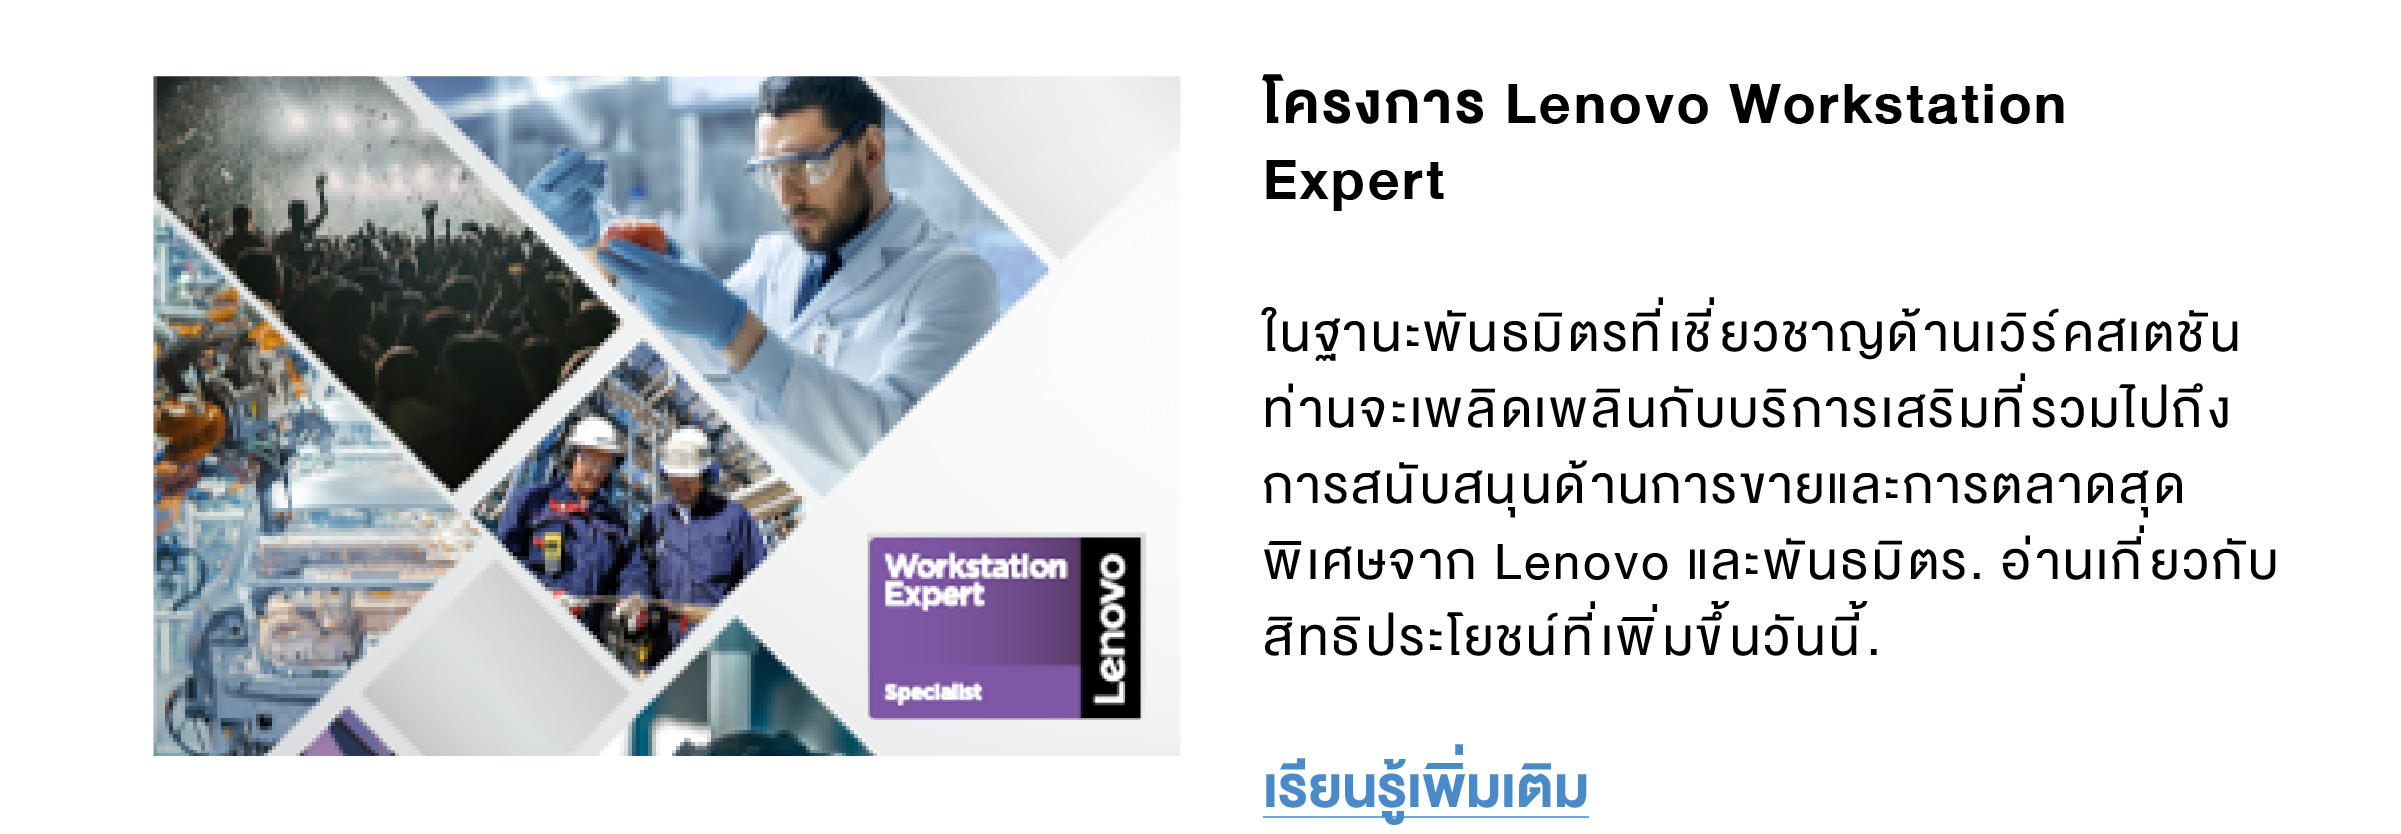 โครงการ Lenovo Workstation
Expert
ในฐานะพันธมิตรที่เชี่ยวชาญด้านเวิร์คสเตชัน
ท่านจะเพลิดเพลินกับบริการเสริมที่รวมไปถึง
การสนับสนุนด้านการขายและการตลาดสุด
พิเศษจาก Lenovo และพันธมิตร. อ่านเกี่ยวกับ
สิทธิประโยชน์ที่เพิ่มขึ้นวันนี้.
เรียนรู้เพิ่มเติม
Workstation
Expert
Specialist
Lenovo